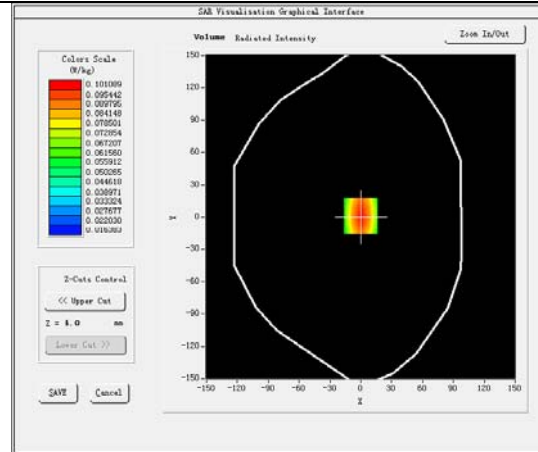 SAR Visualisation Graphical Interface
Volume Radiated Intensity
Zoom In/Out
Colors Scale
(W/kg)
0.101089
0.095442
0.089795
0.084148
0.078501
0.072854
0.067207
0.061560
0.055912
0.050265
0.044618
0.038971
0.033324
0.027677
0.022030
0.016383
Z-Cuts Control
<< Upper Cut
Z = 4.0 mm
Lower Cut >>
SAVE Cancel
150
120
90
60
30
0
-30
-60
-90
-120
-150
Y
-150 -120 -90 -60 -30 0 30 60 90 120 150
X